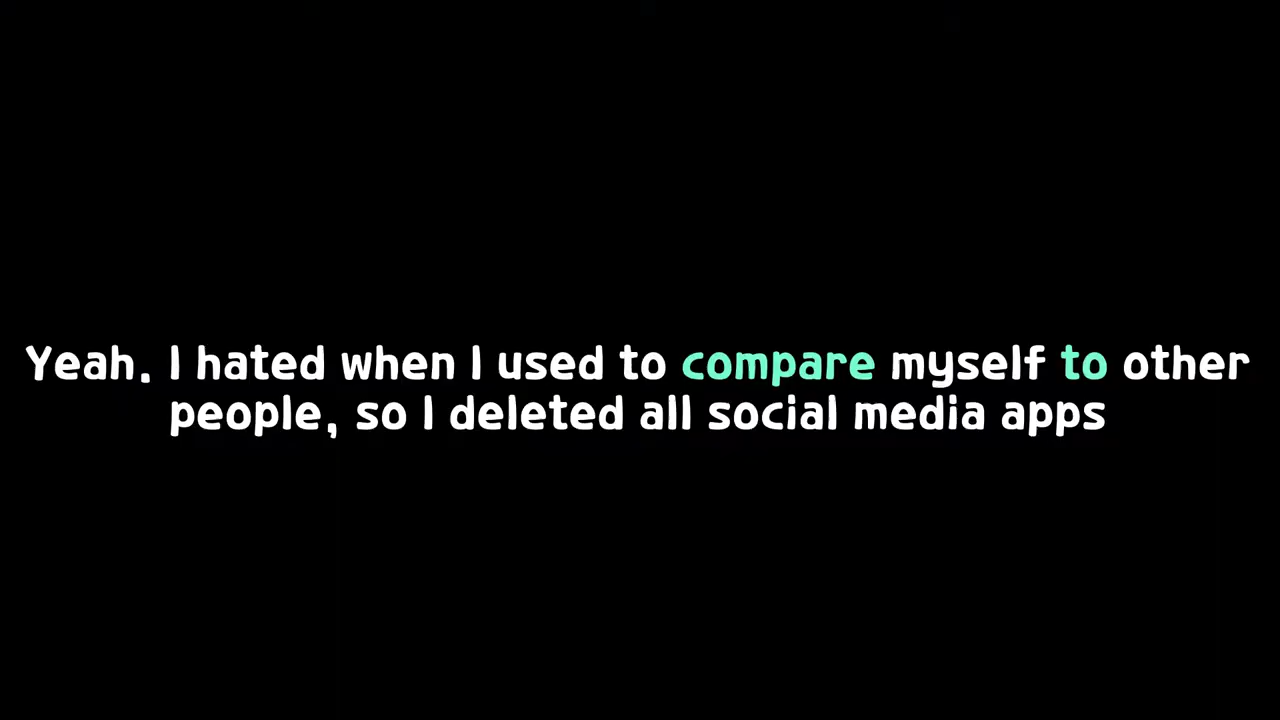 Yeah. I hated when I used to compare myself to other
people, so I deleted all social media apps